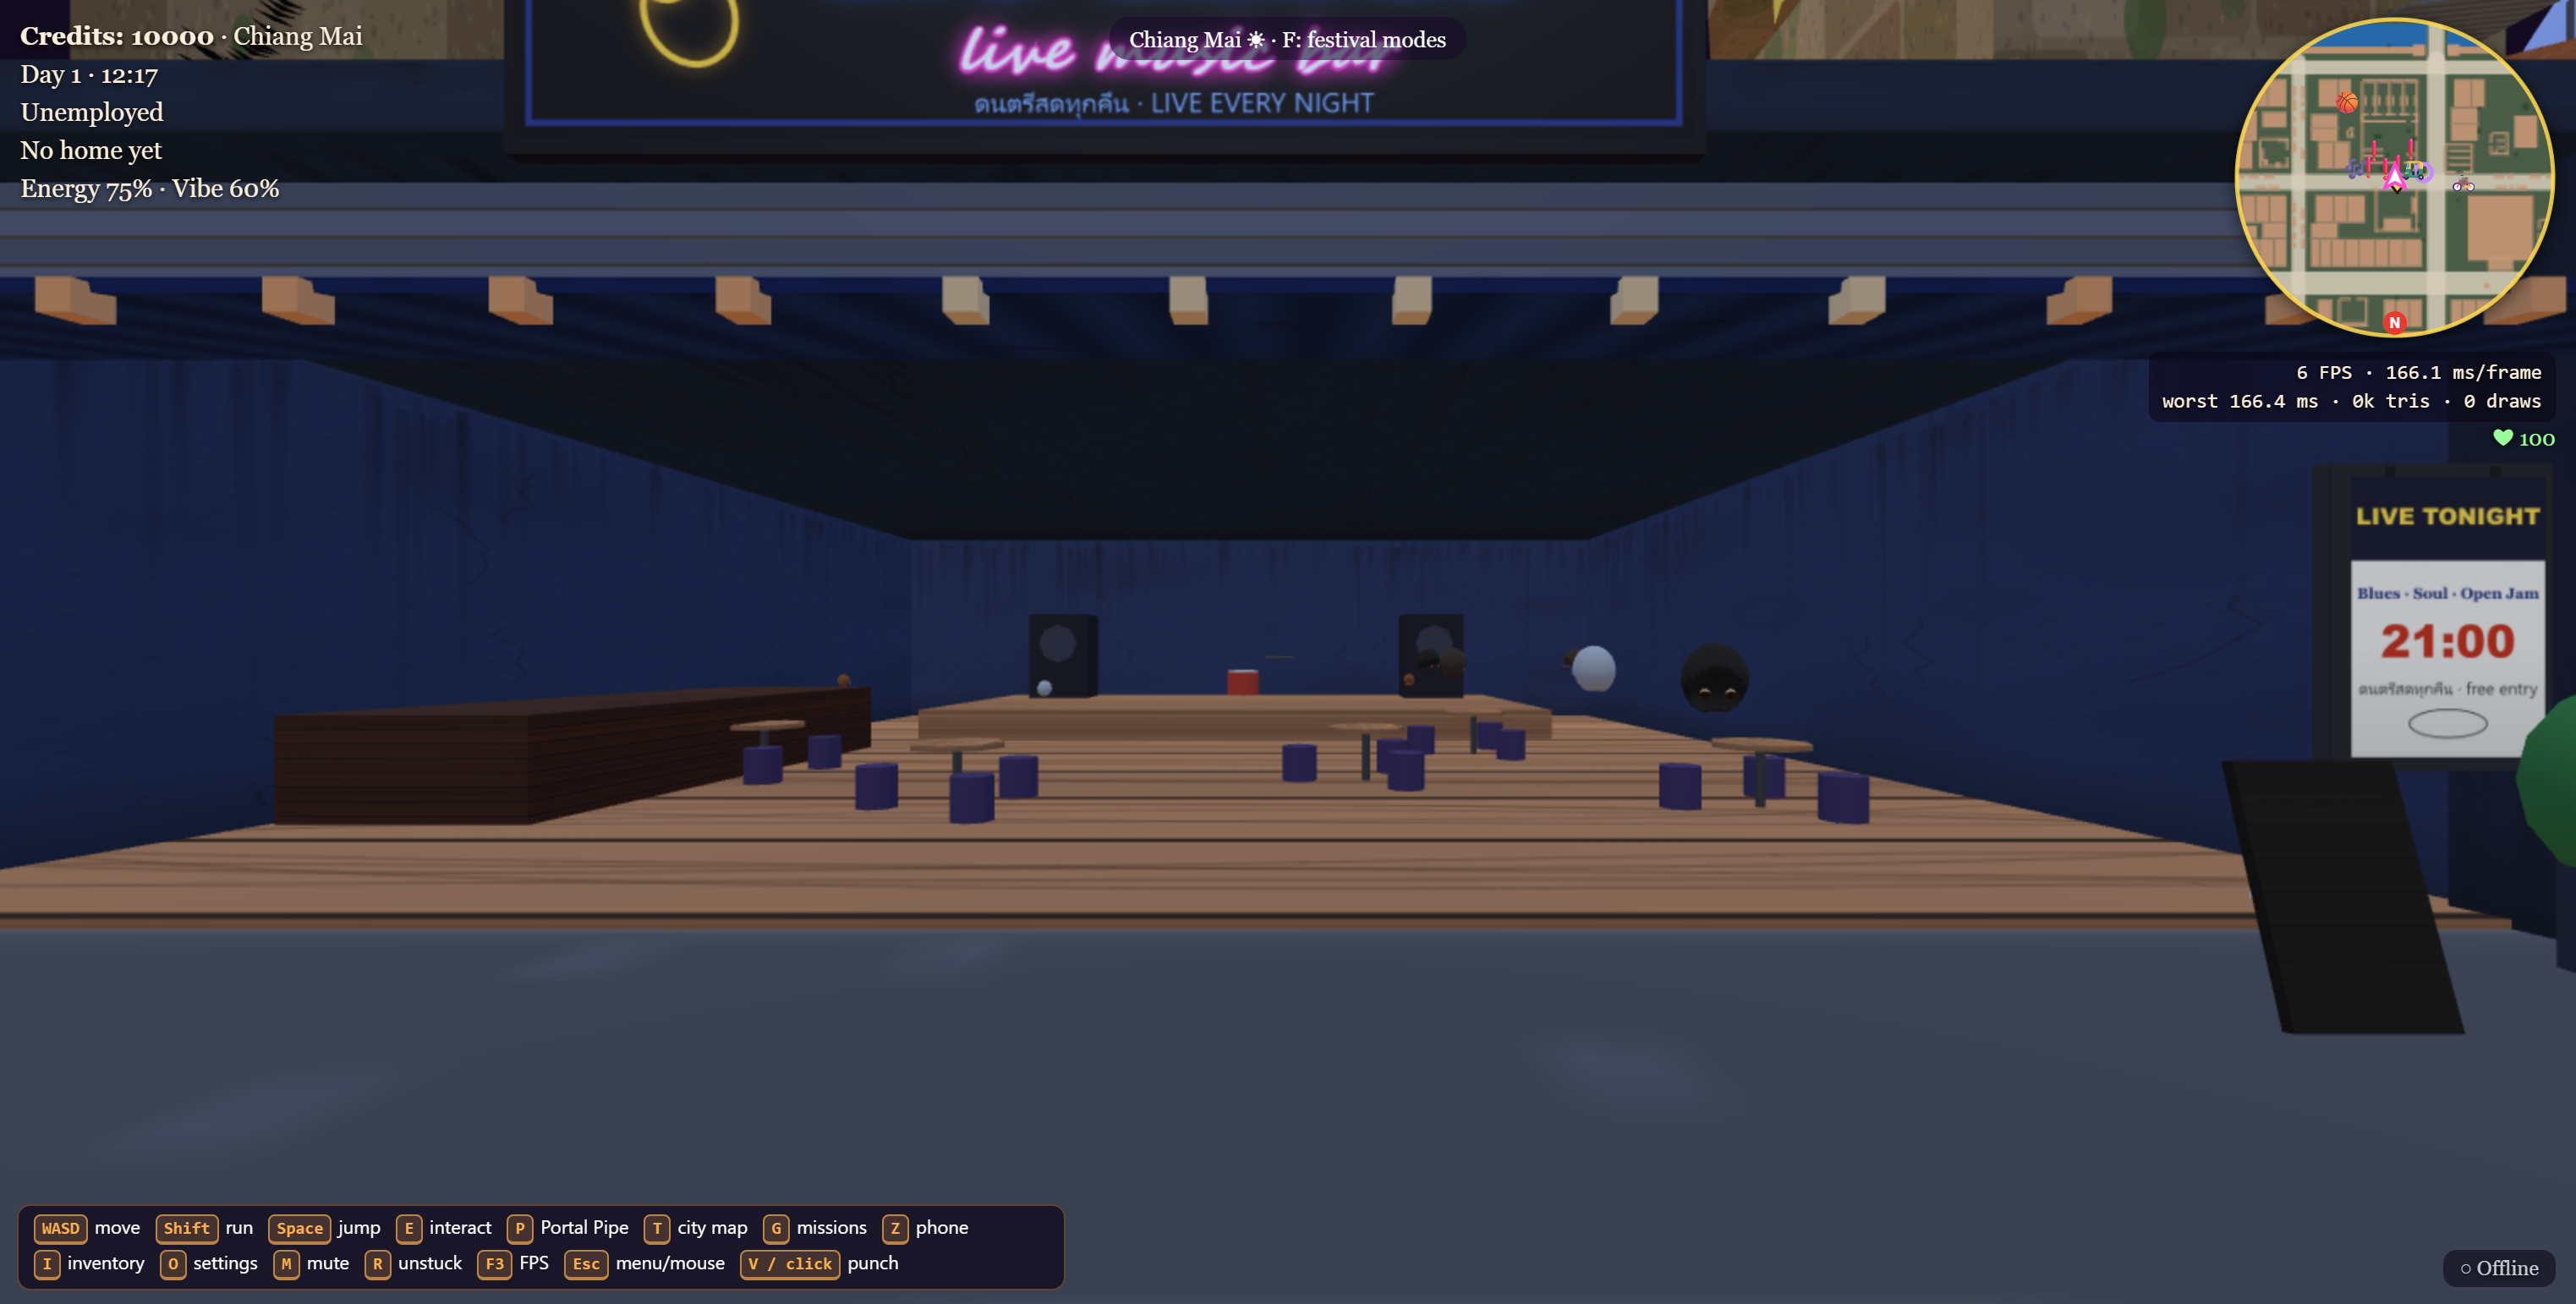 Credits: 10000 · Chiang Mai
Day 1 · 12:17
Unemployed
No home yet
Energy 75% · Vibe 60%
Chiang Mai ☀ · F: festival modes
live music bar
ดนตรีสดทุกคืน · LIVE EVERY NIGHT
N
6 FPS · 166.1 ms/frame
worst 166.4 ms · 0k tris · 0 draws
100
LIVE TONIGHT
Blues · Soul · Open Jam
21:00
ดนตรีสดทุกคืน · free entry
WASD move Shift run Space jump E interact P Portal Pipe T city map G missions Z phone
I inventory O settings M mute R unstuck F3 FPS Esc menu/mouse V / click punch
○ Offline